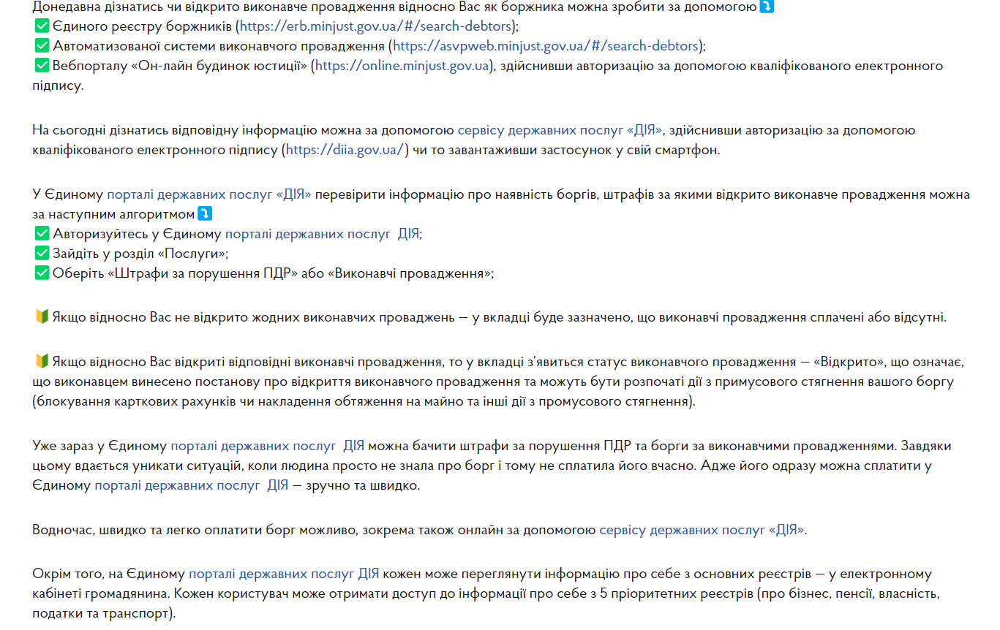 Донедавна дізнатись чи відкрито виконавче провадження відносно Вас як боржника можна зробити за допомогою⤵️
✅Єдиного реєстру боржників (https://erb.minjust.gov.ua/#/search-debtors);
✅Автоматизованої системи виконавчого провадження (https://asvpweb.minjust.gov.ua/#/search-debtors);
✅Вебпорталу «Он-лайн будинок юстиції» (https://online.minjust.gov.ua), здійснивши авторизацію за допомогою кваліфікованого електронного
підпису.
На сьогодні дізнатись відповідну інформацію можна за допомогою сервісу державних послуг «ДІЯ», здійснивши авторизацію за допомогою
кваліфікованого електронного підпису (https://diia.gov.ua/) чи то завантаживши застосунок у свій смартфон.
У Єдиному порталі державних послуг «ДІЯ» перевірити інформацію про наявність боргів, штрафів за якими відкрито виконавче провадження можна
за наступним алгоритмом⤵️
✅Авторизуйтесь у Єдиному порталі державних послуг  ДІЯ;
✅Зайдіть у розділ «Послуги»;
✅Оберіть «Штрафи за порушення ПДР» або «Виконавчі провадження»;
🔰Якщо відносно Вас не відкрито жодних виконавчих проваджень – у вкладці буде зазначено, що виконавчі провадження сплачені або відсутні.
🔰Якщо відносно Вас відкриті відповідні виконавчі провадження, то у вкладці з’явиться статус виконавчого провадження – «Відкрито», що означає,
що виконавцем винесено постанову про відкриття виконавчого провадження та можуть бути розпочаті дії з примусового стягнення вашого боргу
(блокування карткових рахунків чи накладення обтяження на майно та інші дії з промусового стягнення).
Уже зараз у Єдиному порталі державних послуг  ДІЯ можна бачити штрафи за порушення ПДР та борги за виконавчими провадженнями. Завдяки
цьому вдається уникати ситуацій, коли людина просто не знала про борг і тому не сплатила його вчасно. Адже його одразу можна сплатити у
Єдиному порталі державних послуг  ДІЯ – зручно та швидко.
Водночас, швидко та легко оплатити борг можливо, зокрема також онлайн за допомогою сервісу державних послуг «ДІЯ».
Окрім того, на Єдиному порталі державних послуг ДІЯ кожен може переглянути інформацію про себе з основних реєстрів – у електронному
кабінеті громадянина. Кожен користувач може отримати доступ до інформації про себе з 5 пріоритетних реєстрів (про бізнес, пенсії, власність,
податки та транспорт).